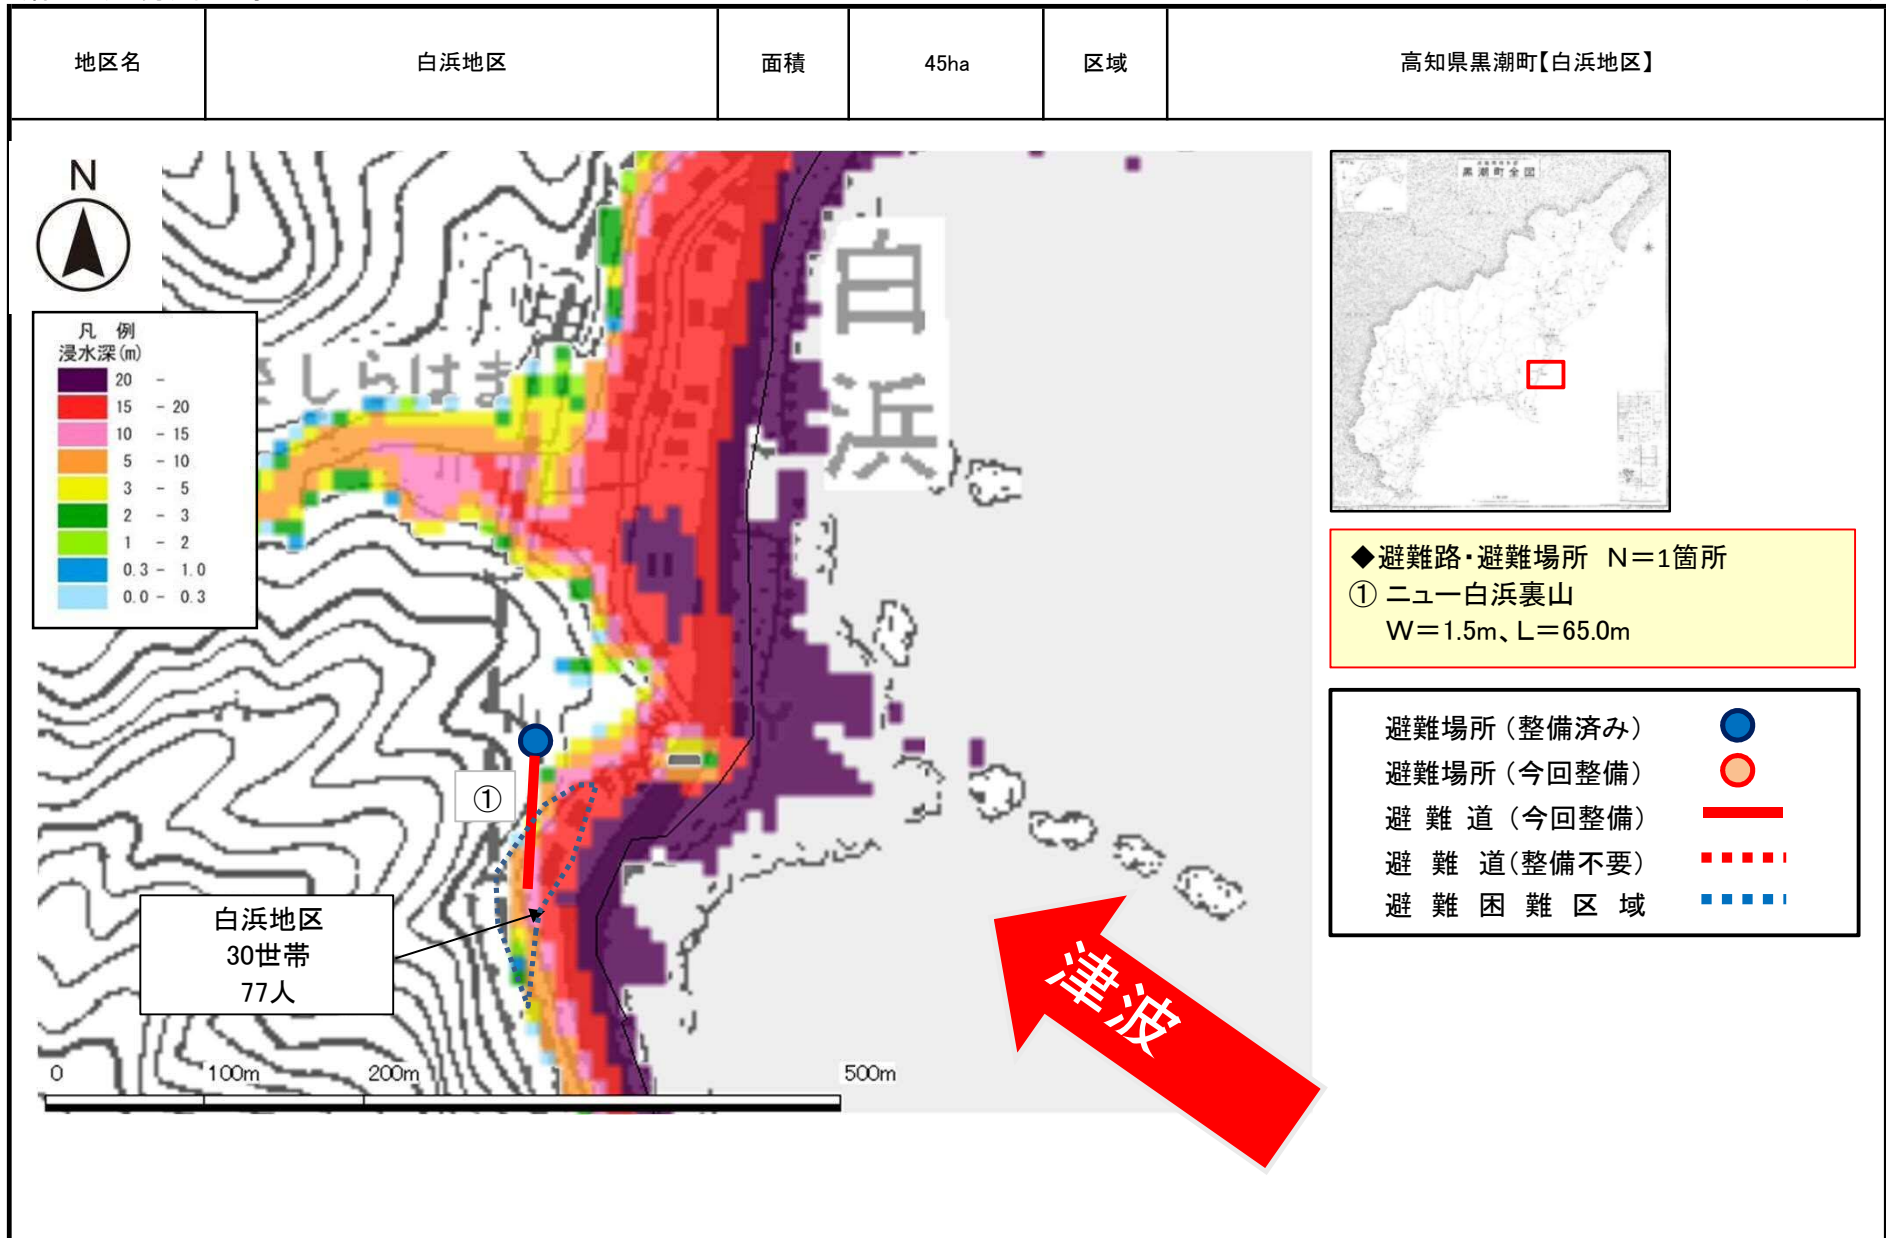 地区名
白浜地区
面積
45ha
区域
高知県黒潮町【白浜地区】
N
凡 例
浸水深(m)
20 -
15 - 20
10 - 15
5 - 10
3 - 5
2 - 3
1 - 2
0.3 - 1.0
0.0 - 0.3
しらはま
白浜
黒潮町全図
◆避難路・避難場所 N=1箇所
① ニュー白浜裏山
W=1.5m、L=65.0m
避難場所(整備済み)
避難場所(今回整備)
避 難 道(今回整備)
避 難 道(整備不要)
避 難 困 難 区 域
①
白浜地区
30世帯
77人
津波
0
100m
200m
500m